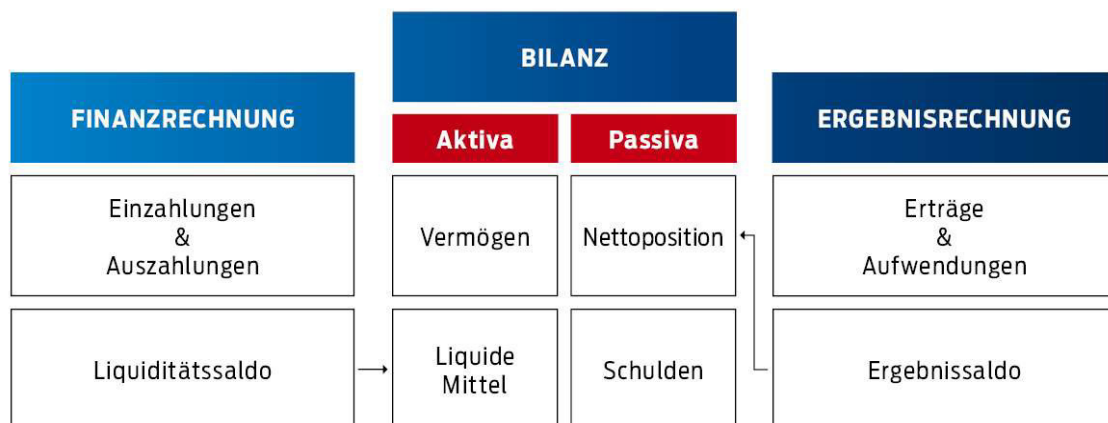 FINANZRECHNUNG
Einzahlungen
&
Auszahlungen
Liquiditätssaldo
BILANZ
Aktiva
Passiva
Vermögen
Nettoposition
Liquide
Mittel
Schulden
ERGEBNISRECHNUNG
Erträge
&
Aufwendungen
Ergebnissaldo